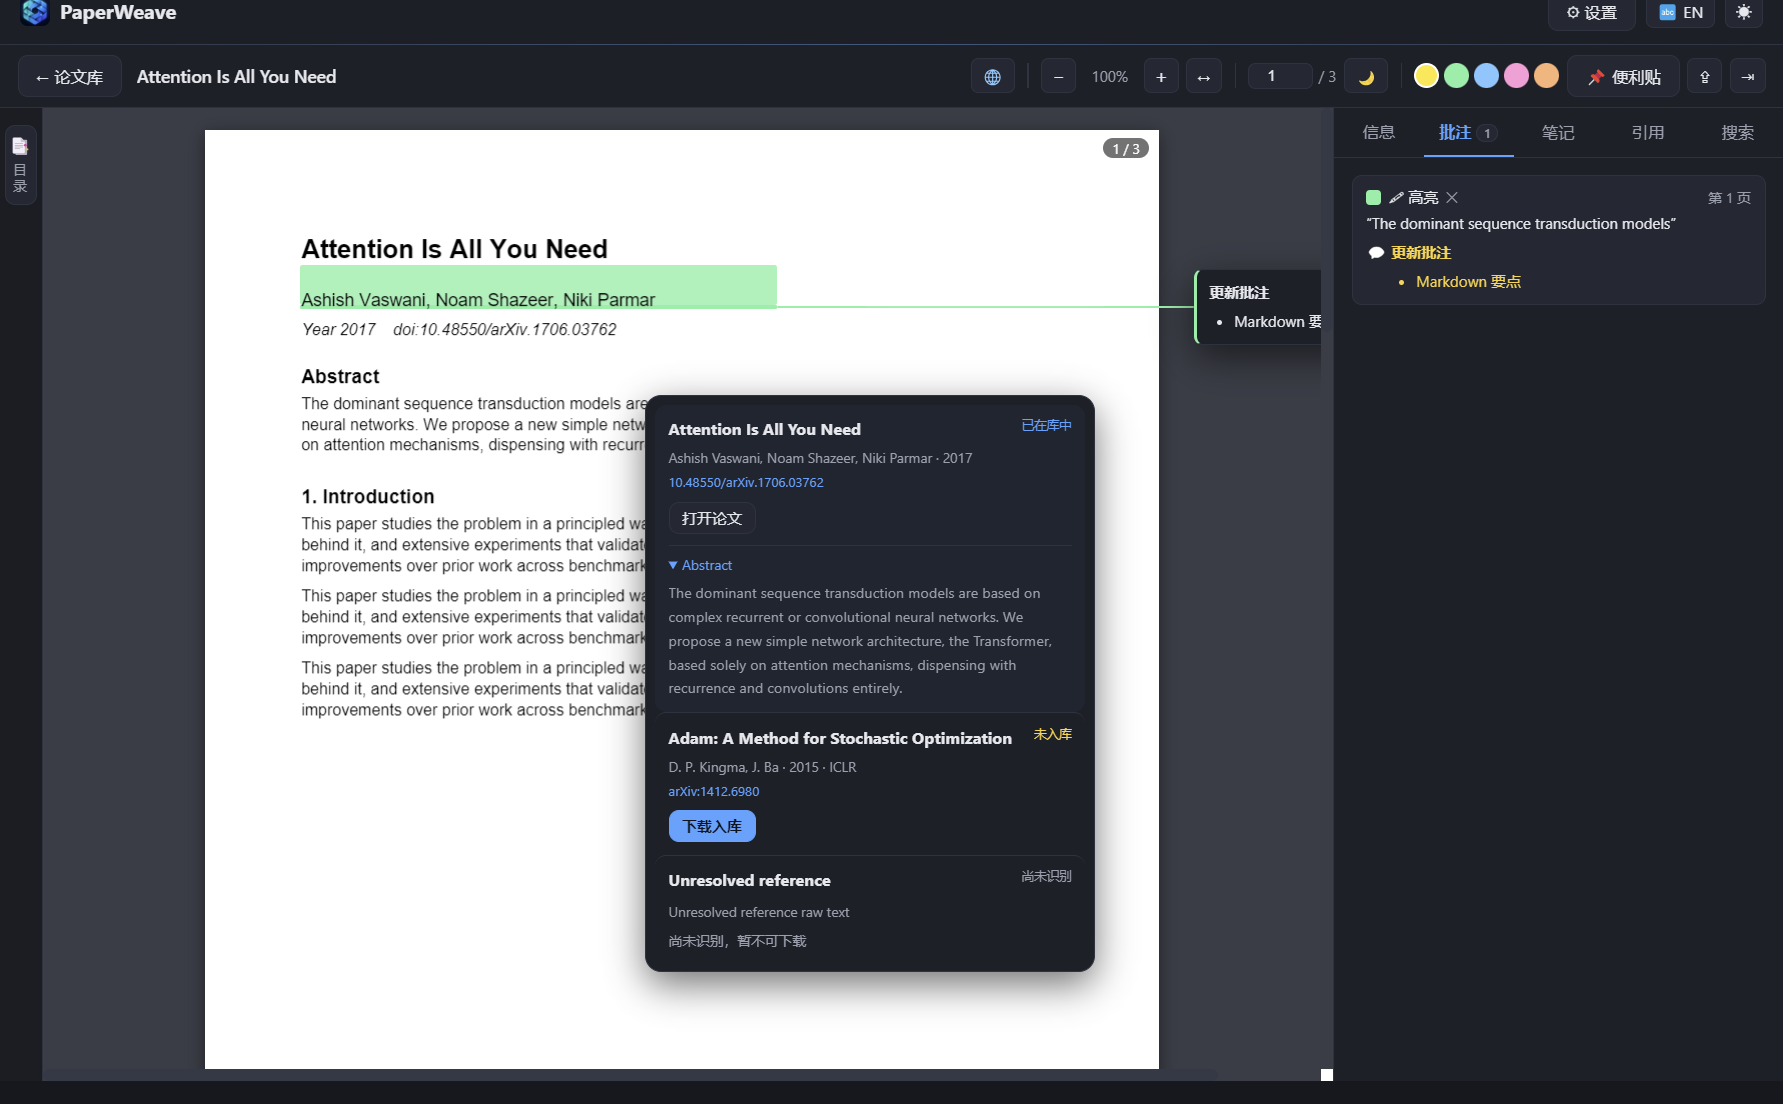 PaperWeave
⚙ 设置
abc EN
← 论文库
Attention Is All You Need
− 100% + ↔
1 / 3
📌 便利贴
目录
信息
批注 1
笔记
引用
搜索
1 / 3
Attention Is All You Need
Ashish Vaswani, Noam Shazeer, Niki Parmar
Year 2017 doi:10.48550/arXiv.1706.03762
Abstract
The dominant sequence transduction models are
neural networks. We propose a new simple netw
on attention mechanisms, dispensing with recurr
1. Introduction
This paper studies the problem in a principled wa
behind it, and extensive experiments that validat
improvements over prior work across benchmark
This paper studies the problem in a principled wa
behind it, and extensive experiments that validat
improvements over prior work across benchmark
This paper studies the problem in a principled wa
behind it, and extensive experiments that validat
improvements over prior work across benchmark
更新批注
• Markdown 要
Attention Is All You Need
已在库中
Ashish Vaswani, Noam Shazeer, Niki Parmar · 2017
10.48550/arXiv.1706.03762
打开论文
▼ Abstract
The dominant sequence transduction models are based on
complex recurrent or convolutional neural networks. We
propose a new simple network architecture, the Transformer,
based solely on attention mechanisms, dispensing with
recurrence and convolutions entirely.
Adam: A Method for Stochastic Optimization
未入库
D. P. Kingma, J. Ba · 2015 · ICLR
arXiv:1412.6980
下载入库
Unresolved reference
尚未识别
Unresolved reference raw text
尚未识别，暂不可下载
高亮 ×
第 1 页
“The dominant sequence transduction models”
更新批注
• Markdown 要点